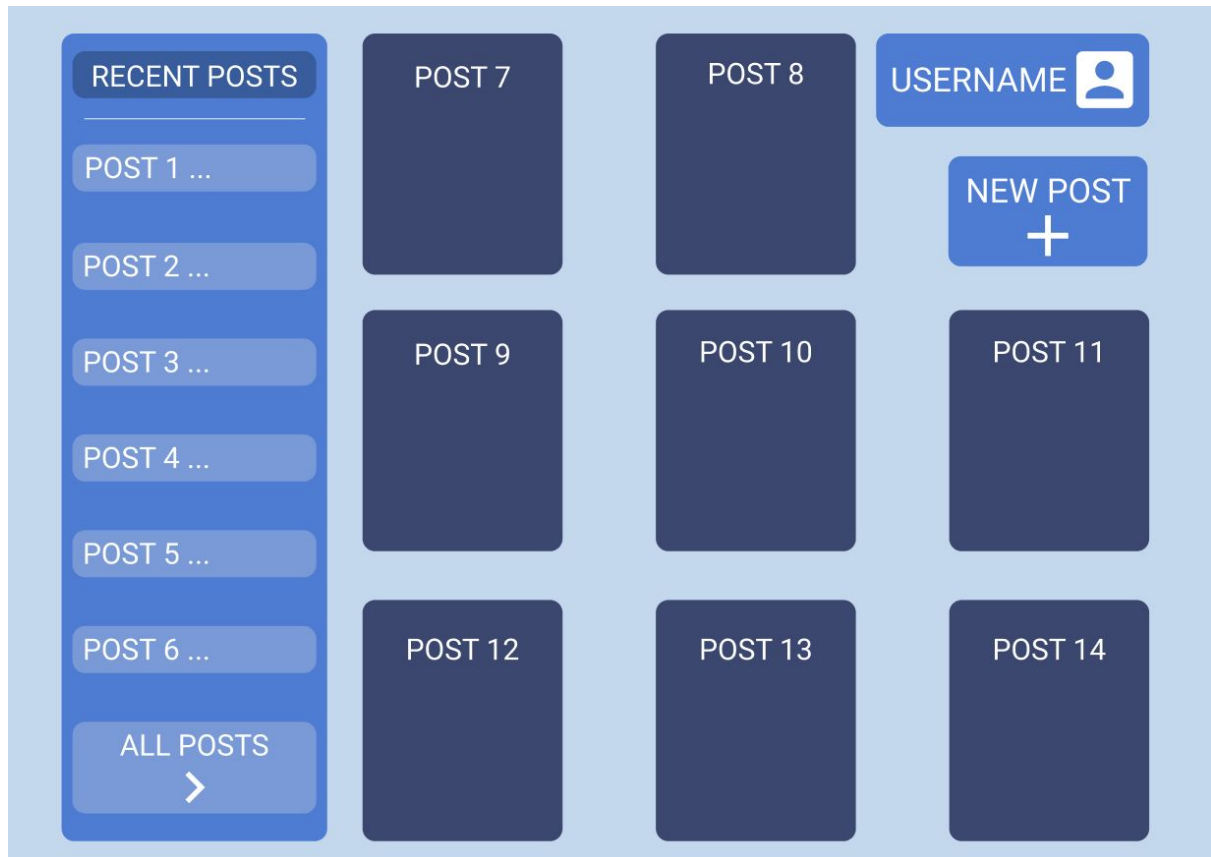 RECENT POSTS
POST 1 ...
POST 2 ...
POST 3 ...
POST 4 ...
POST 5 ...
POST 6 ...
ALL POSTS
POST 7
POST 8
USERNAME
NEW POST
POST 9
POST 10
POST 11
POST 12
POST 13
POST 14